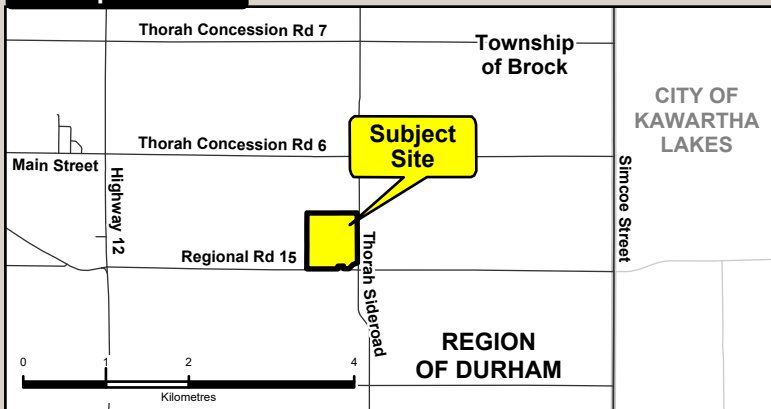 Thorah Concession Rd 7
Township
of Brock
CITY OF
KAWARTHA
LAKES
Thorah Concession Rd 6
Subject
Site
Main Street
Highway 12
Simcoe Street
Regional Rd 15
Thorah Sideroad
REGION
OF DURHAM
0 1 2 4
Kilometres